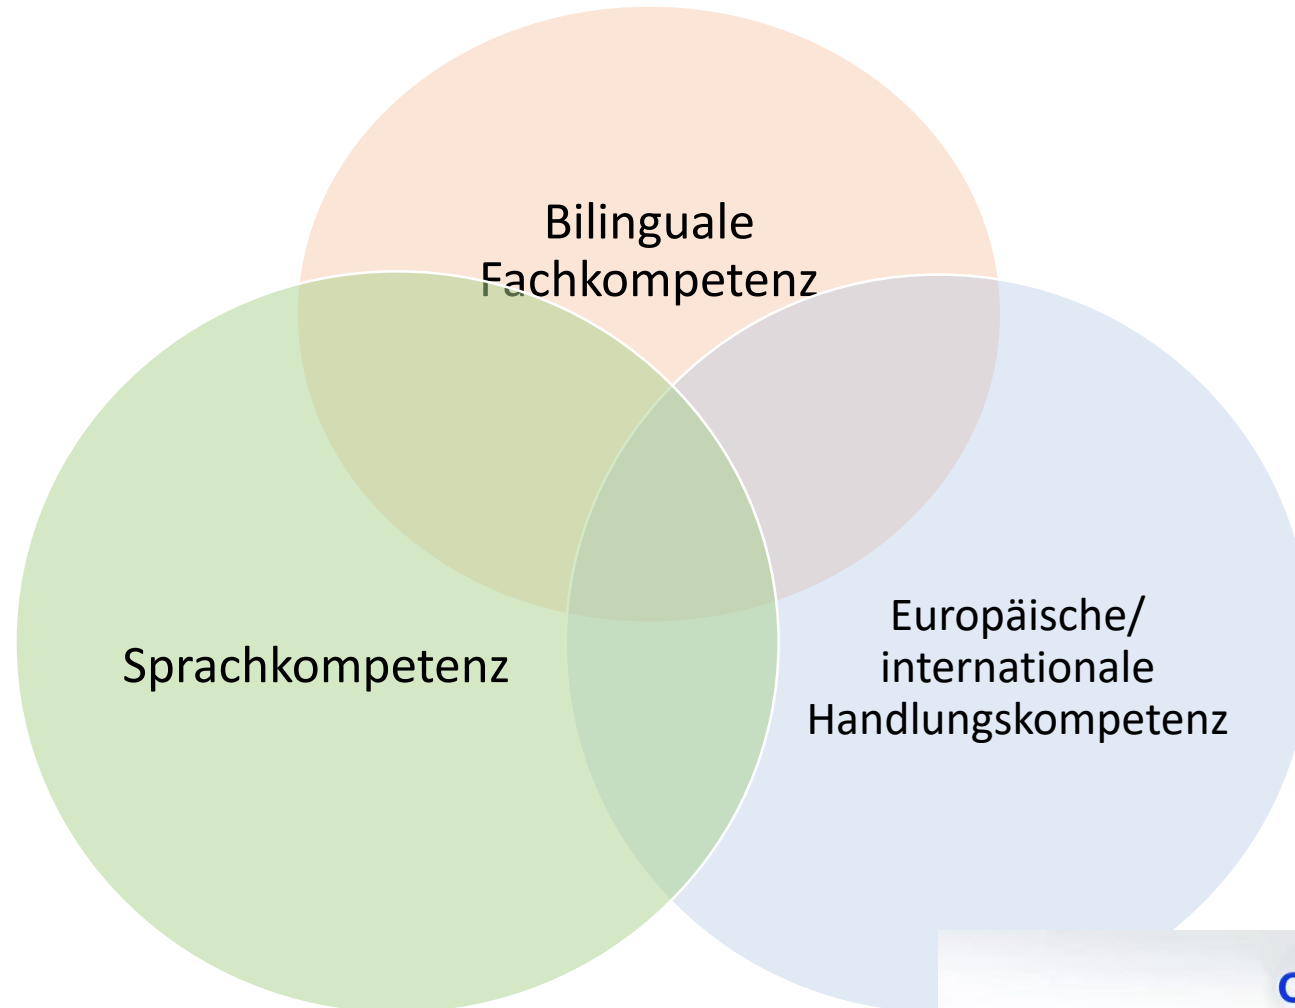 Bilinguale
Fachkompetenz
Sprachkompetenz
Europäische/
internationale
Handlungskompetenz